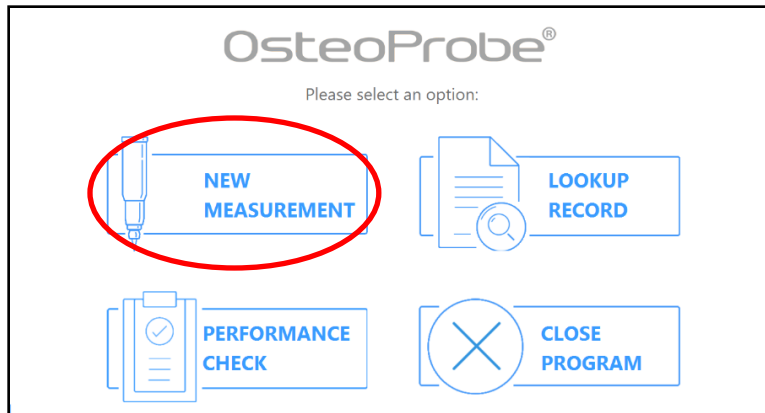 OsteoProbe®
Please select an option:
NEW
MEASUREMENT
LOOKUP
RECORD
PERFORMANCE
CHECK
CLOSE
PROGRAM